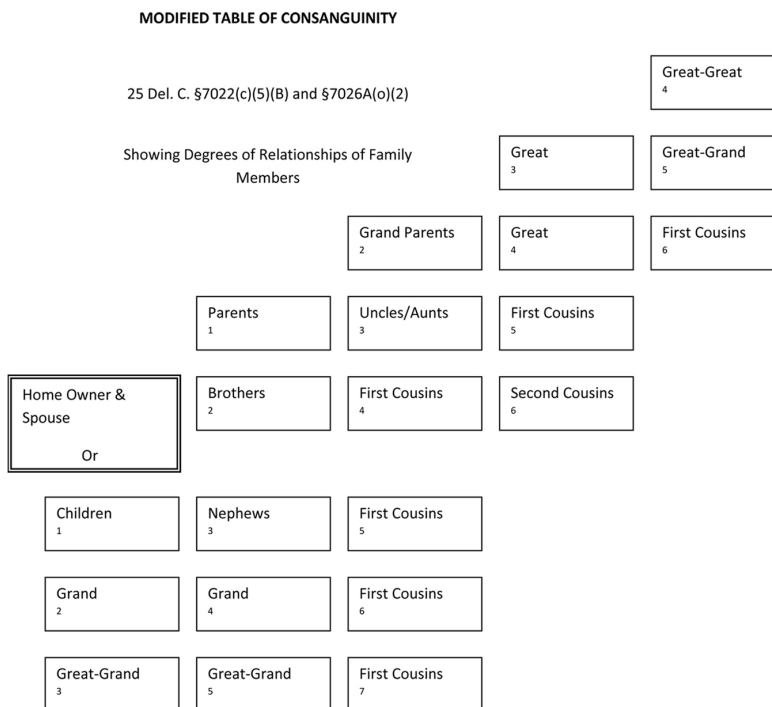 MODIFIED TABLE OF CONSANGUINITY
Great-Great
4
25 Del. C. §7022(c)(5)(B) and §7026A(o)(2)
Showing Degrees of Relationships of Family
Members
Great
3
Great-Grand
5
Grand Parents
2
Great
4
First Cousins
6
Parents
1
Uncles/Aunts
3
First Cousins
5
Home Owner &
Spouse
Or
Brothers
2
First Cousins
4
Second Cousins
6
Children
1
Nephews
3
First Cousins
5
Grand
2
Grand
4
First Cousins
6
Great-Grand
3
Great-Grand
5
First Cousins
7